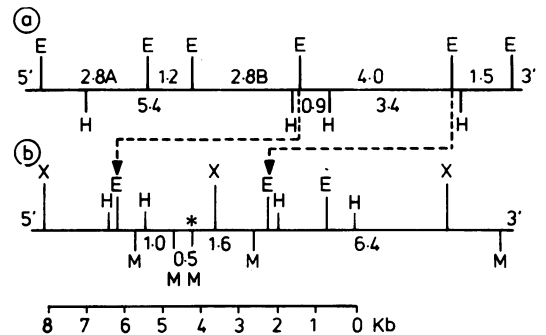 a
E E E E E E
5' 2·8A 1·2 2·8B 4·0 1·5 3'
5·4 0·9 3·4
H H H H
b
X E H H X E H E H X
5' * 3'
1·0 1·6 6·4
0·5
M M M M M
8 7 6 5 4 3 2 1 0 Kb